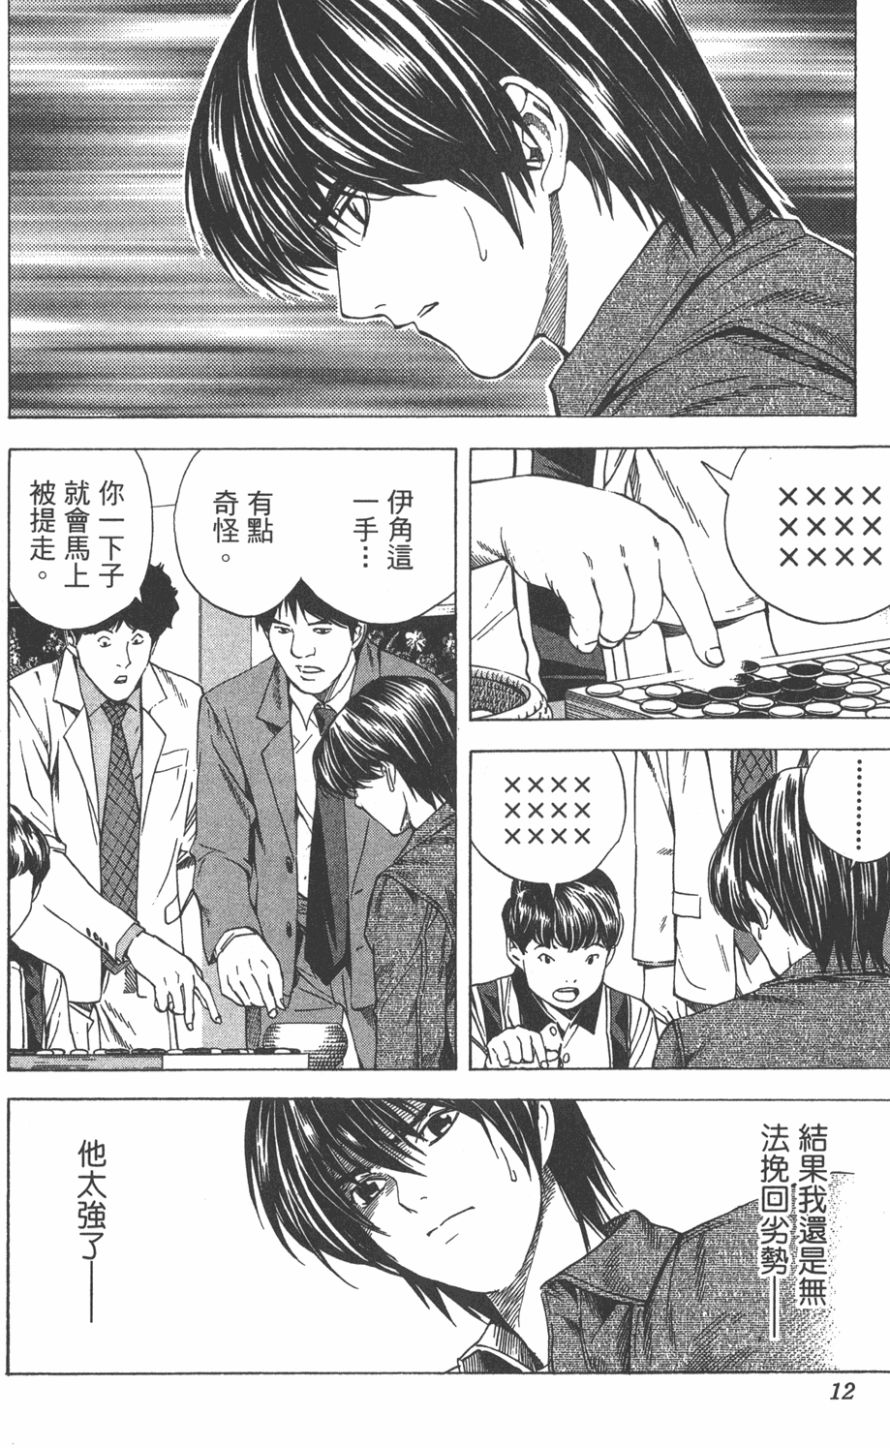 ××××
××××
××××
伊角這
一手…
有點
奇怪。
你一下子
就會馬上
被提走。
………
××××
××××
××××
結果我還是無
法挽回劣勢——
他太強了——
12